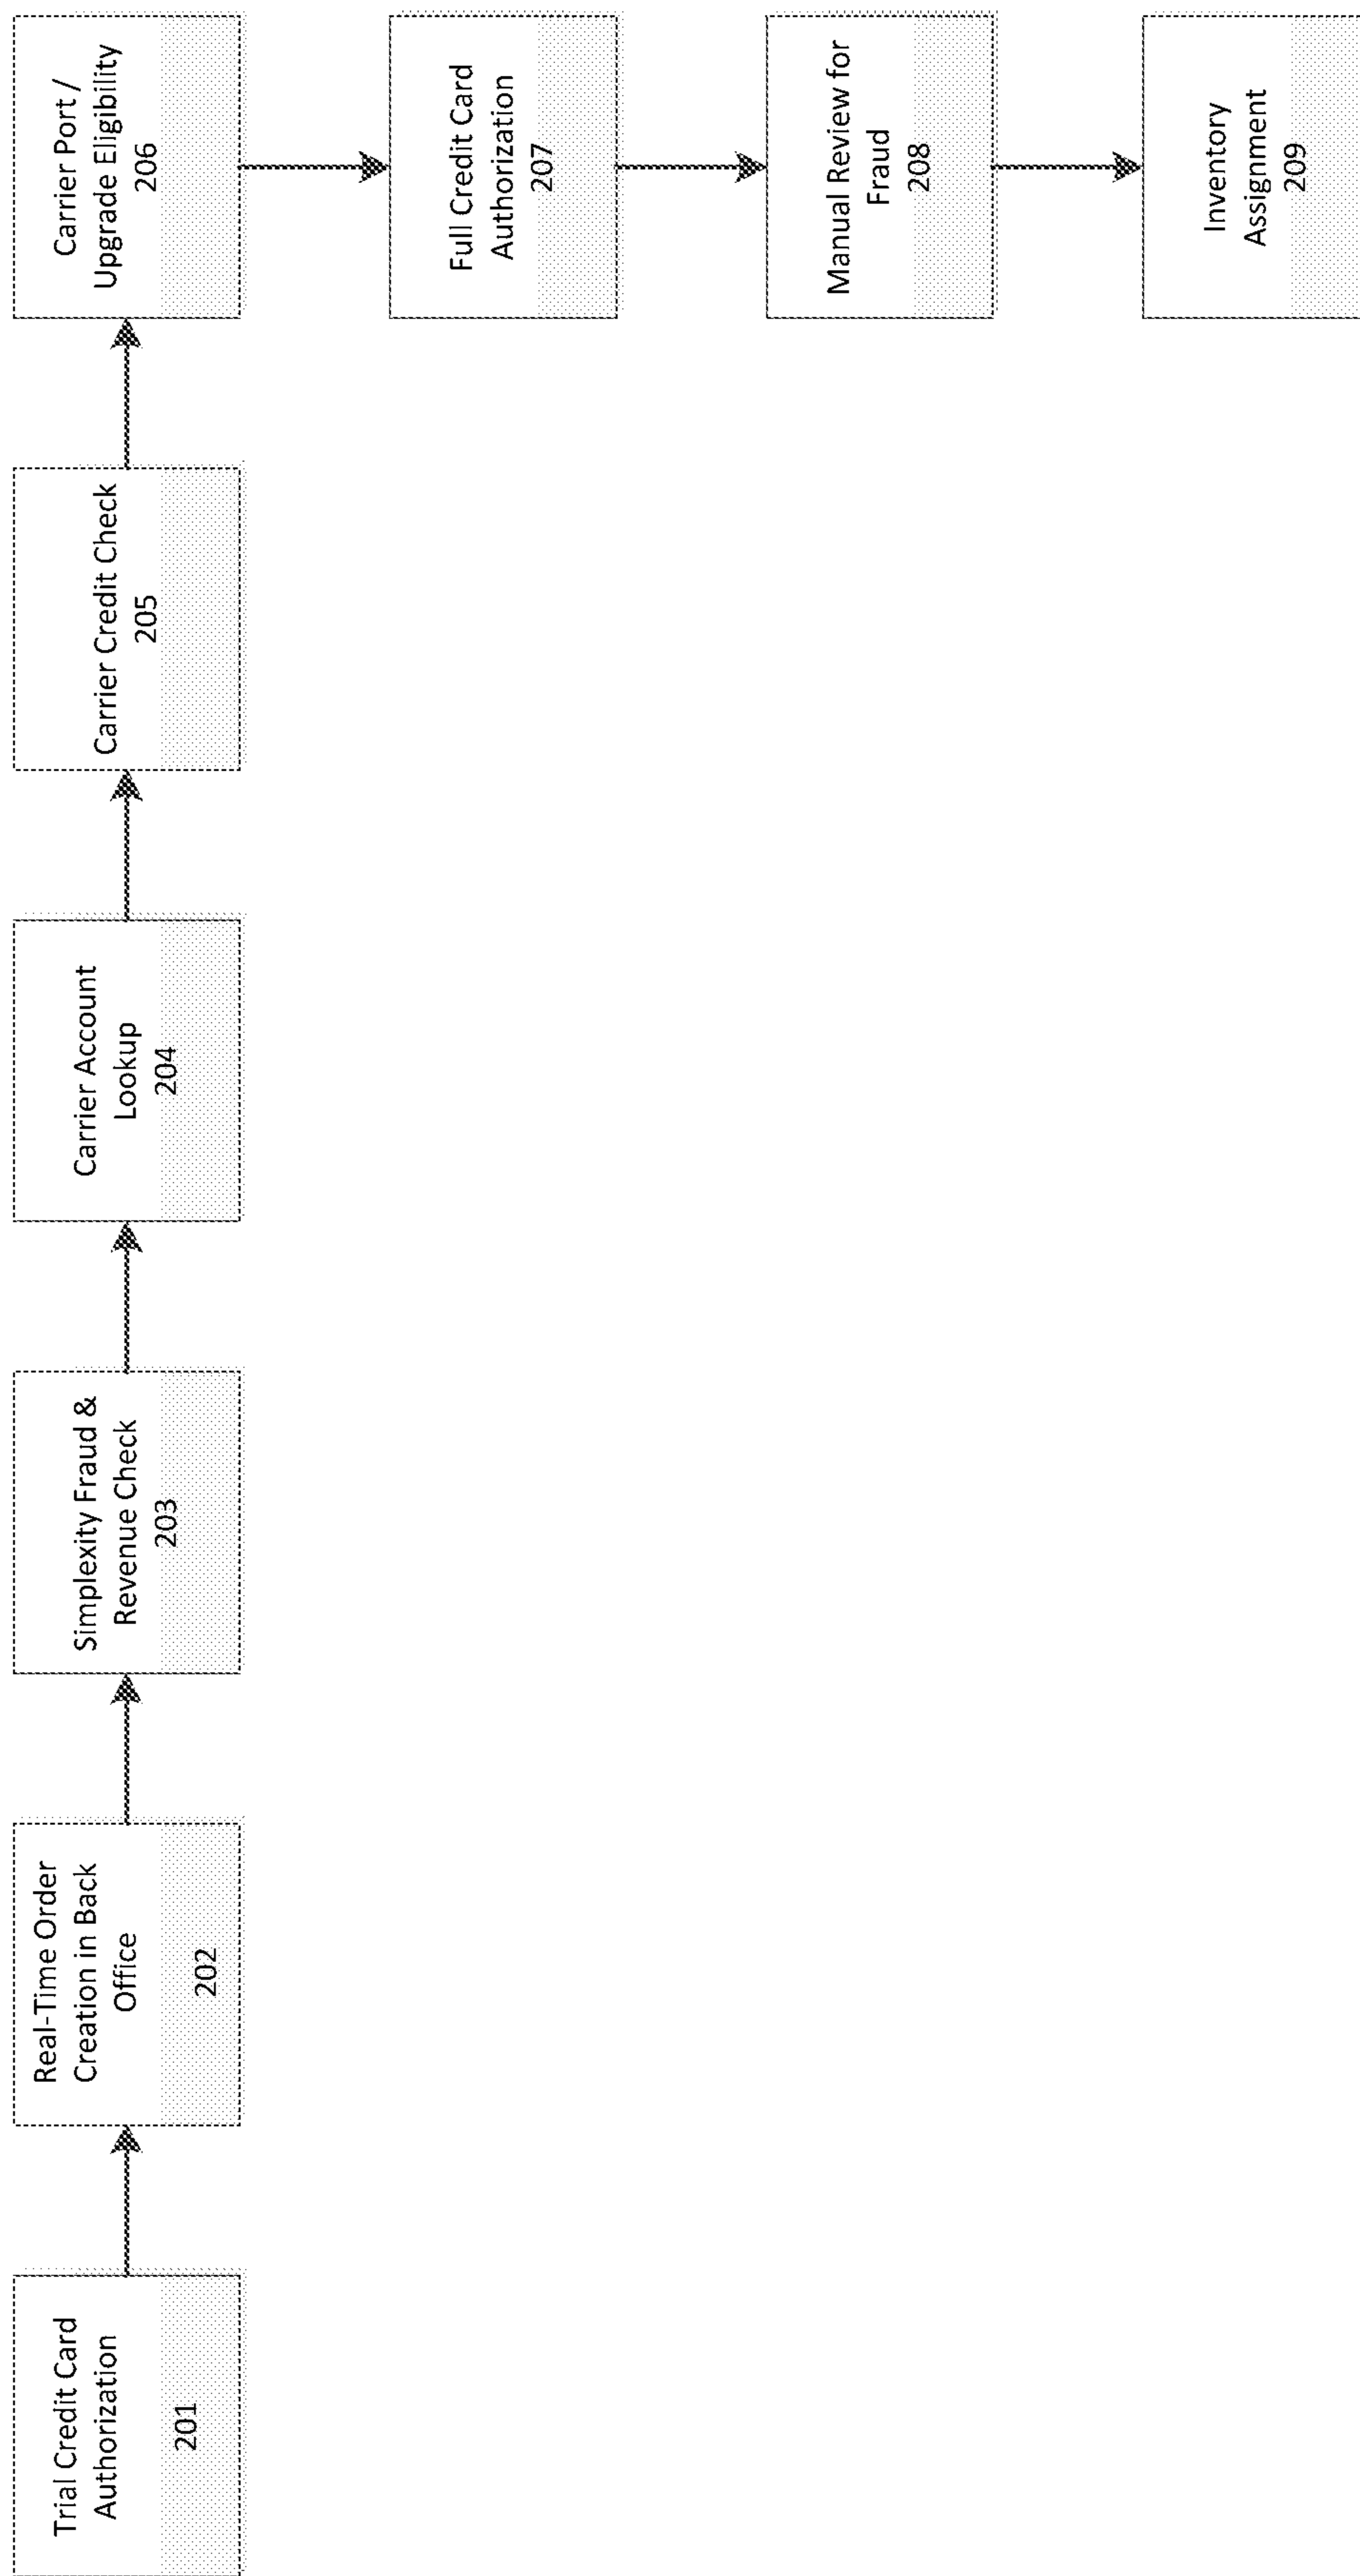 Trial Credit Card
Authorization
201
Real-Time Order
Creation in Back
Office
202
Simplexity Fraud &
Revenue Check
203
Carrier Account
Lookup
204
Carrier Credit Check
205
Carrier Port /
Upgrade Eligibility
206
Full Credit Card
Authorization
207
Manual Review for
Fraud
208
Inventory
Assignment
209